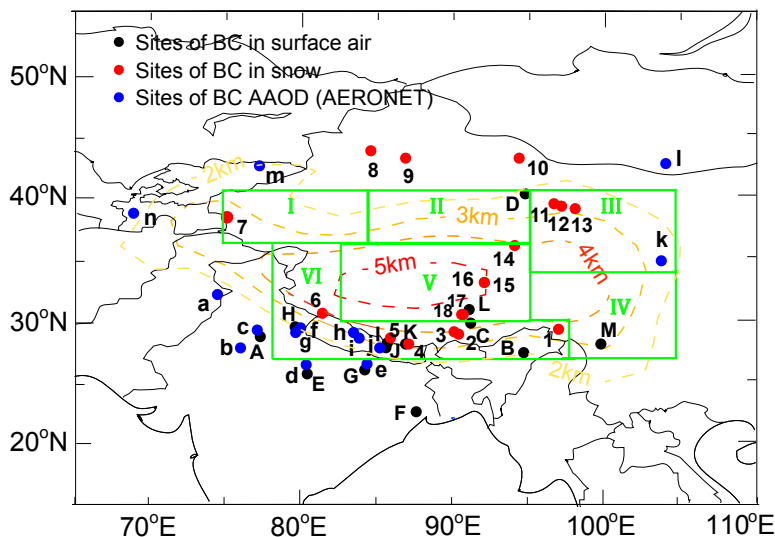 50°N
40°N
30°N
20°N
70°E
80°E
90°E
100°E
110°E
Sites of BC in surface air
Sites of BC in snow
Sites of BC AAOD (AERONET)
2km
m
8
9
10
l
n
7
I
II
D
11
12
13
III
3km
k
14
4km
VI
5km
V
16
15
IV
a
6
17
18
L
H
f
c
A
b
g
h
i
I
5
K
j
J
4
3
2
C
B
1
M
2km
d
E
G
e
F